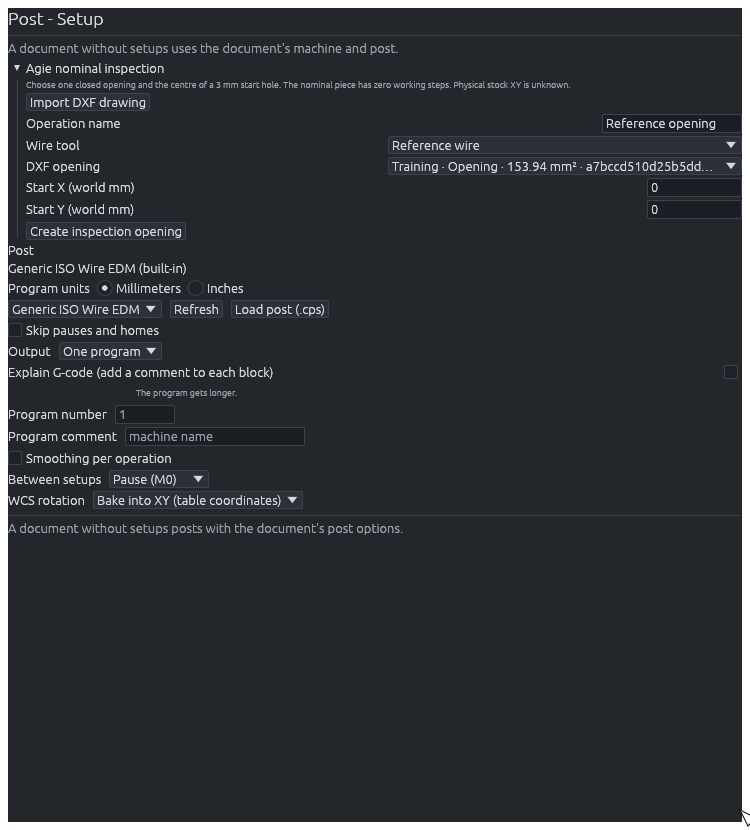 Post - Setup
A document without setups uses the document's machine and post.
Agie nominal inspection
Choose one closed opening and the centre of a 3 mm start hole. The nominal piece has zero working steps. Physical stock XY is unknown.
Import DXF drawing
Operation name Reference opening
Wire tool Reference wire
DXF opening Training · Opening · 153.94 mm² · a7bccd510d25b5dd...
Start X (world mm) 0
Start Y (world mm) 0
Create inspection opening
Post
Generic ISO Wire EDM (built-in)
Program units Millimeters Inches
Generic ISO Wire EDM Refresh Load post (.cps)
Skip pauses and homes
Output One program
Explain G-code (add a comment to each block)
The program gets longer.
Program number 1
Program comment machine name
Smoothing per operation
Between setups Pause (M0)
WCS rotation Bake into XY (table coordinates)
A document without setups posts with the document's post options.